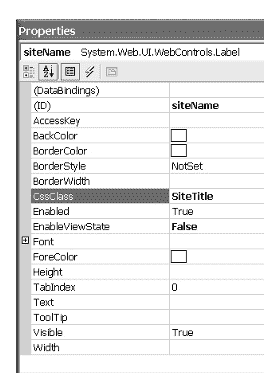 Properties
siteName System.Web.UI.WebControls.Label
(DataBindings)
(ID) siteName
AccessKey
BackColor
BorderColor
BorderStyle NotSet
BorderWidth
CssClass SiteTitle
Enabled True
EnableViewState False
Font
ForeColor
Height
TabIndex 0
Text
ToolTip
Visible True
Width